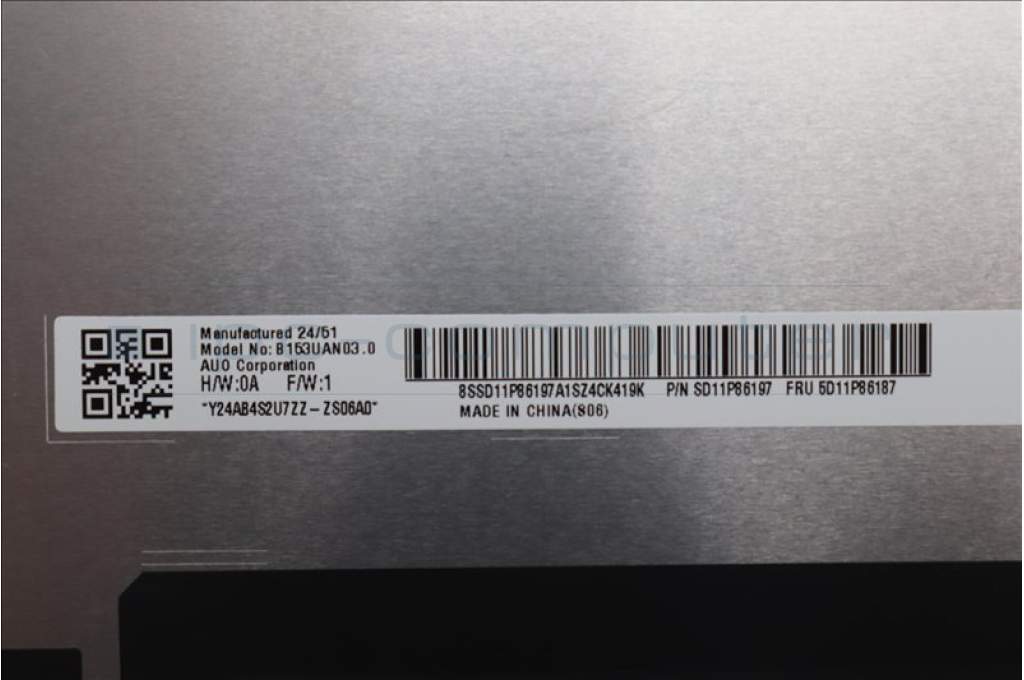 Manufactured 24/51
Model No: B153UAN03.0
AUO Corporation
H/W:0A F/W:1
"Y24AB4S2U7ZZ-ZS06A0"
8SSD11P86197A1SZ4CK419K P/N SD11P86197 FRU 5D11P86187
MADE IN CHINA(S06)